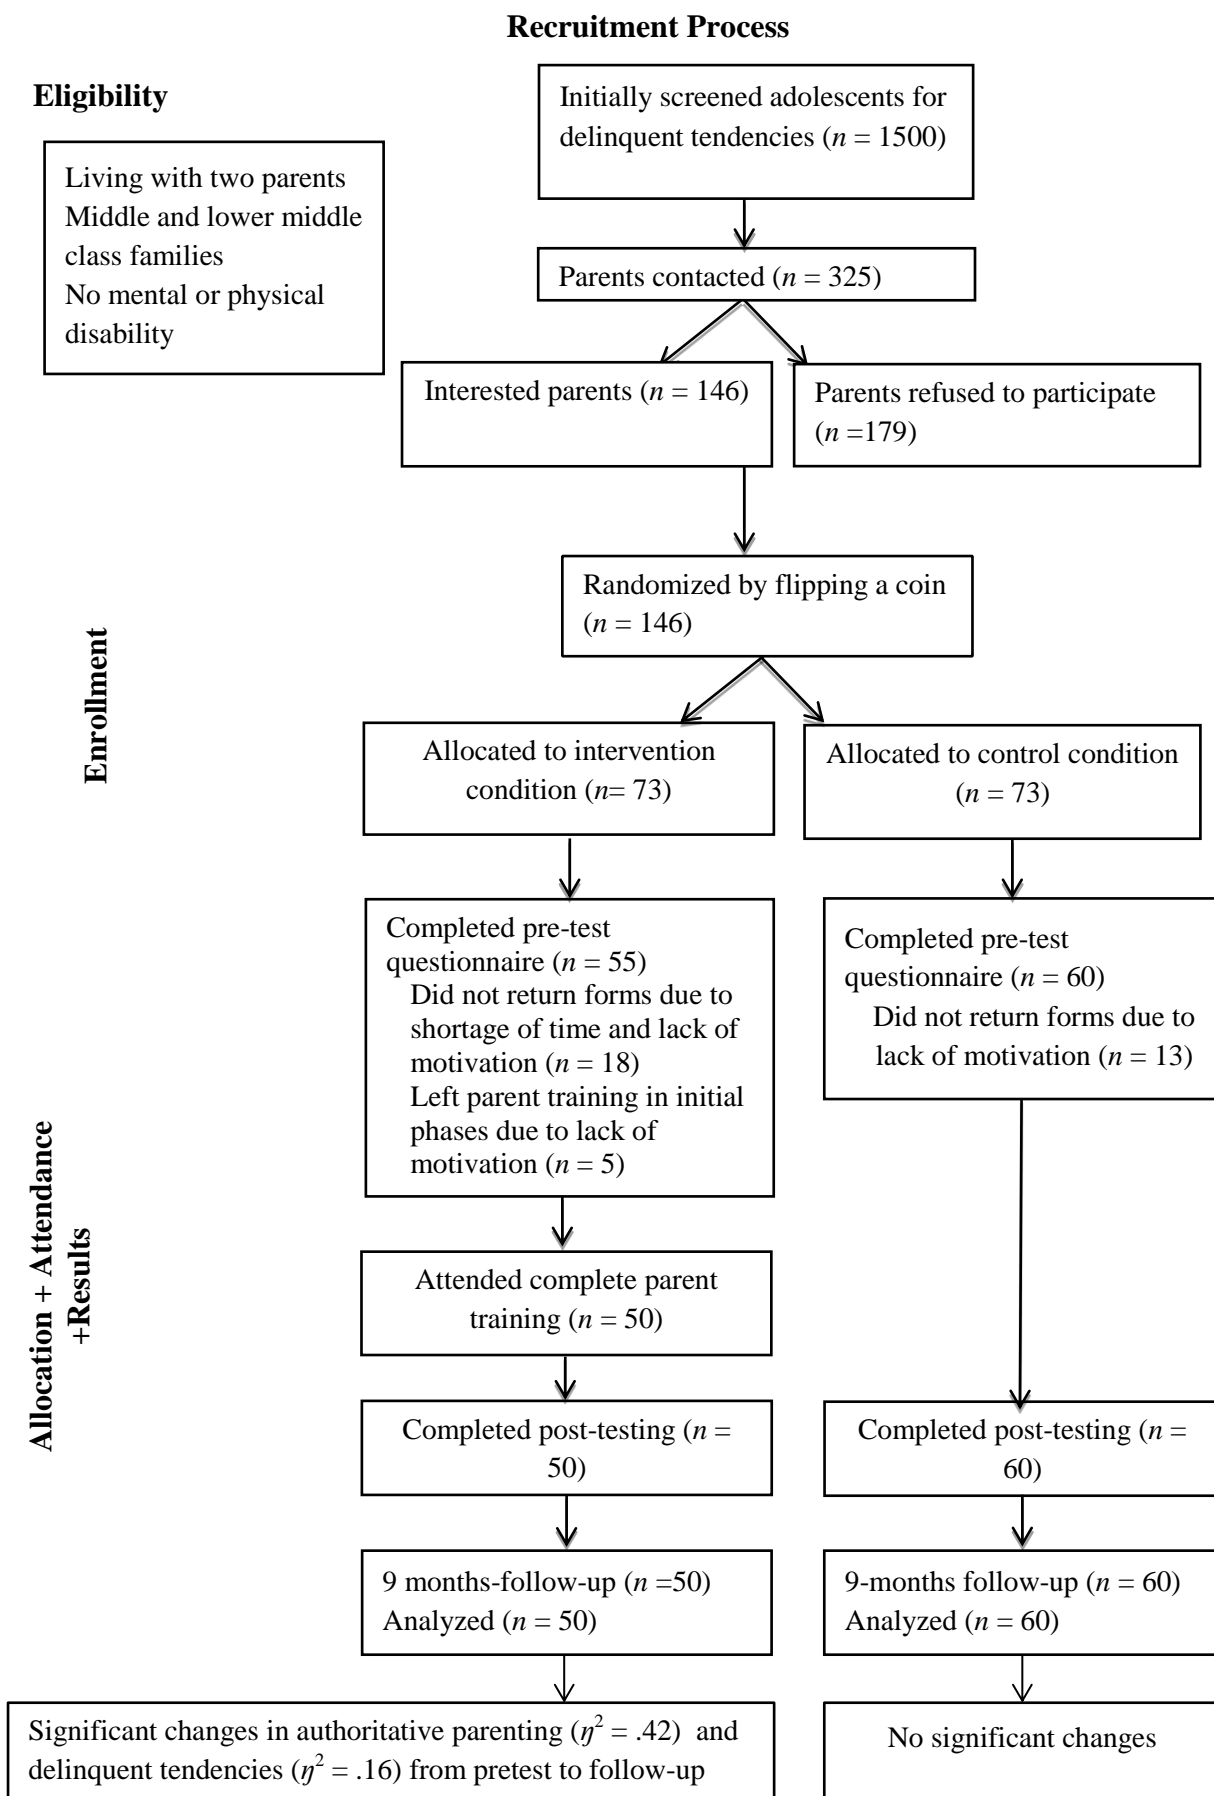 Recruitment Process
Eligibility
Living with two parents
Middle and lower middle
class families
No mental or physical
disability
Initially screened adolescents for
delinquent tendencies (n = 1500)
Parents contacted (n = 325)
Interested parents (n = 146)
Parents refused to participate
(n =179)
Randomized by flipping a coin
(n = 146)
Enrollment
Allocated to intervention
condition (n= 73)
Allocated to control condition
(n = 73)
Completed pre-test
questionnaire (n = 55)
Did not return forms due to
shortage of time and lack of
motivation (n = 18)
Left parent training in initial
phases due to lack of
motivation (n = 5)
Completed pre-test
questionnaire (n = 60)
Did not return forms due to
lack of motivation (n = 13)
Allocation + Attendance
+Results
Attended complete parent
training (n = 50)
Completed post-testing (n =
50)
Completed post-testing (n =
60)
9 months-follow-up (n =50)
Analyzed (n = 50)
9-months follow-up (n = 60)
Analyzed (n = 60)
Significant changes in authoritative parenting (η² = .42) and
delinquent tendencies (η² = .16) from pretest to follow-up
No significant changes